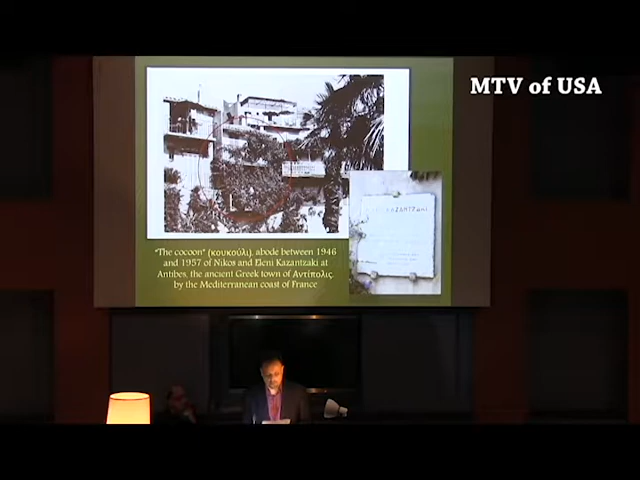 MTV of USA
"The cocoon" (κουκούλι), abode between 1946
and 1957 of Nikos and Eleni Kazantzaki at
Antibes, the ancient Greek town of Αντίπολις,
by the Mediterranean coast of France